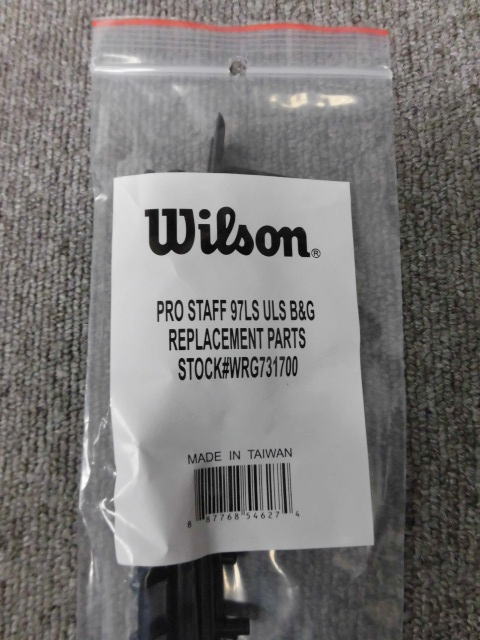 Wilson®
PRO STAFF 97LS ULS B&G
REPLACEMENT PARTS
STOCK#WRG731700
MADE IN TAIWAN
8 87768 54627 4